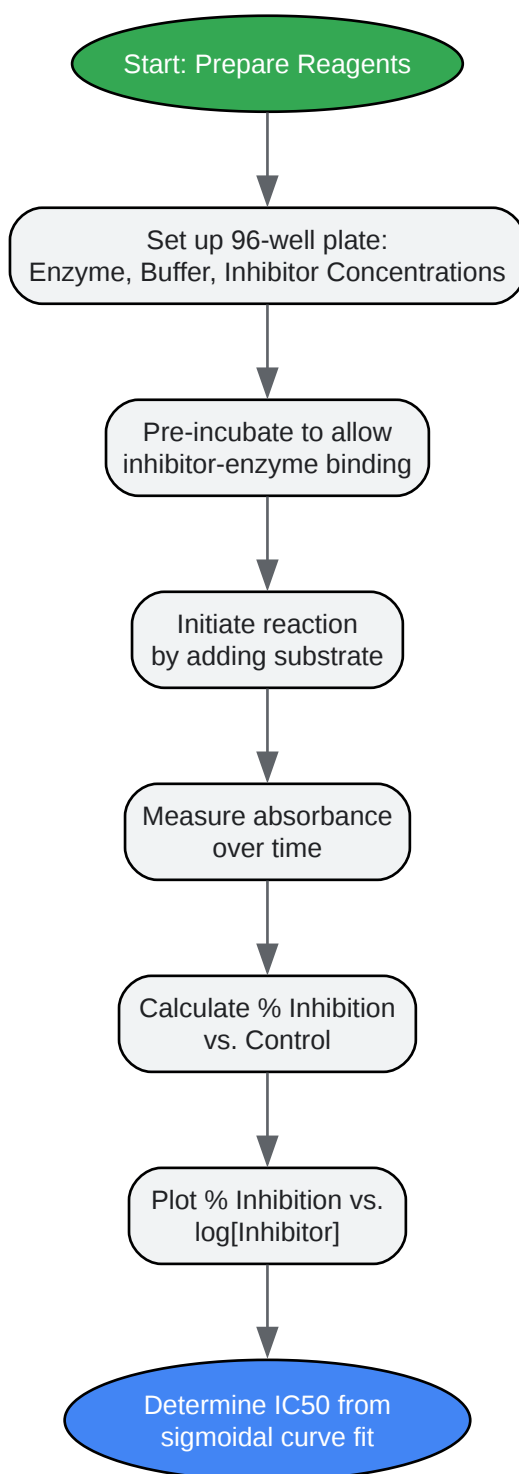 Start: Prepare Reagents
Set up 96-well plate:
Enzyme, Buffer, Inhibitor Concentrations
Pre-incubate to allow
inhibitor-enzyme binding
Initiate reaction
by adding substrate
Measure absorbance
over time
Calculate % Inhibition
vs. Control
Plot % Inhibition vs.
log[Inhibitor]
Determine IC50 from
sigmoidal curve fit